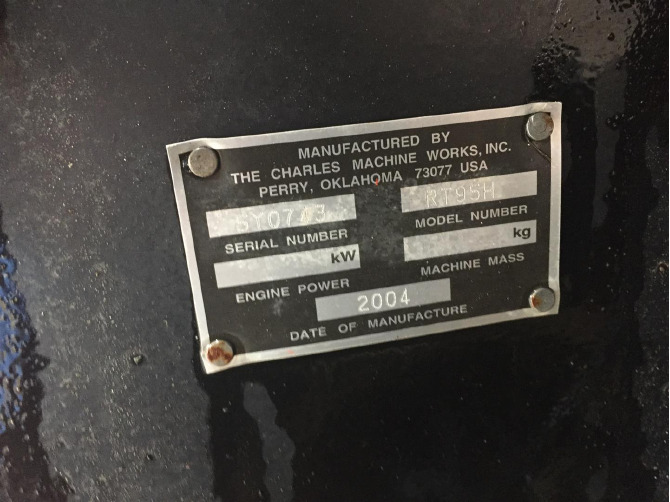 MANUFACTURED BY
THE CHARLES MACHINE WORKS, INC.
PERRY, OKLAHOMA 73077 USA
RT95H
SERIAL NUMBER
MODEL NUMBER
kW
kg
ENGINE POWER
MACHINE MASS
2004
DATE OF MANUFACTURE